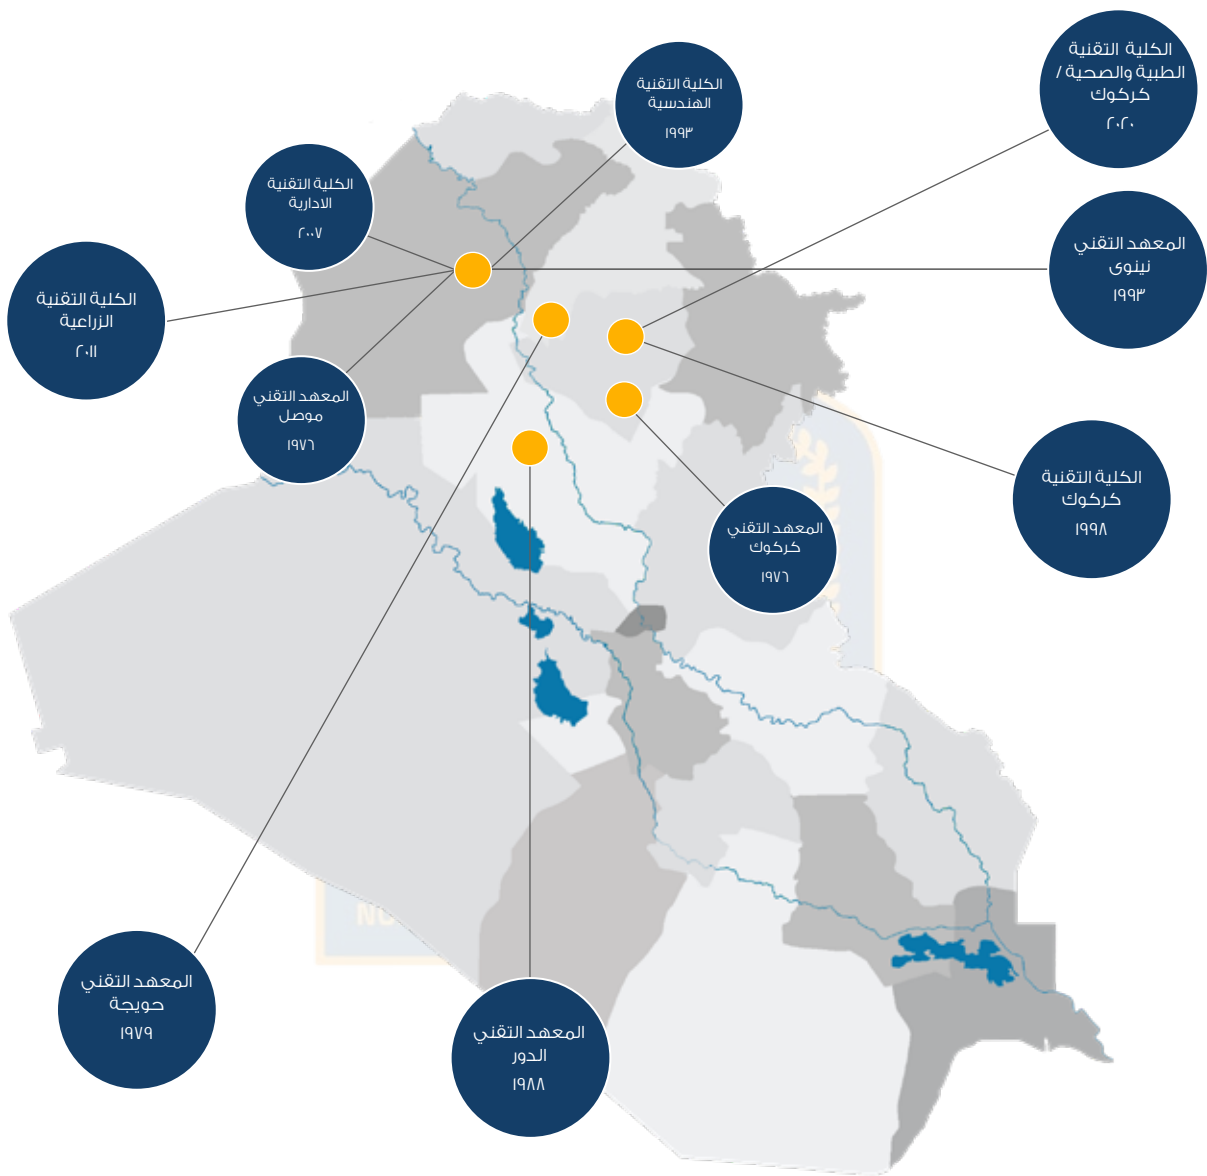 الكلية التقنية
الطبية والصحية /
كركوك
٢٠٢٠
الكلية التقنية
الهندسية
١٩٩٣
الكلية التقنية
الادارية
٢٠٠٧
المعهد التقني
نينوى
١٩٩٣
الكلية التقنية
الزراعية
٢٠١١
المعهد التقني
موصل
١٩٧٦
الكلية التقنية
كركوك
١٩٩٨
المعهد التقني
كركوك
١٩٧٦
المعهد التقني
حويجة
١٩٧٩
المعهد التقني
الدور
١٩٨٨